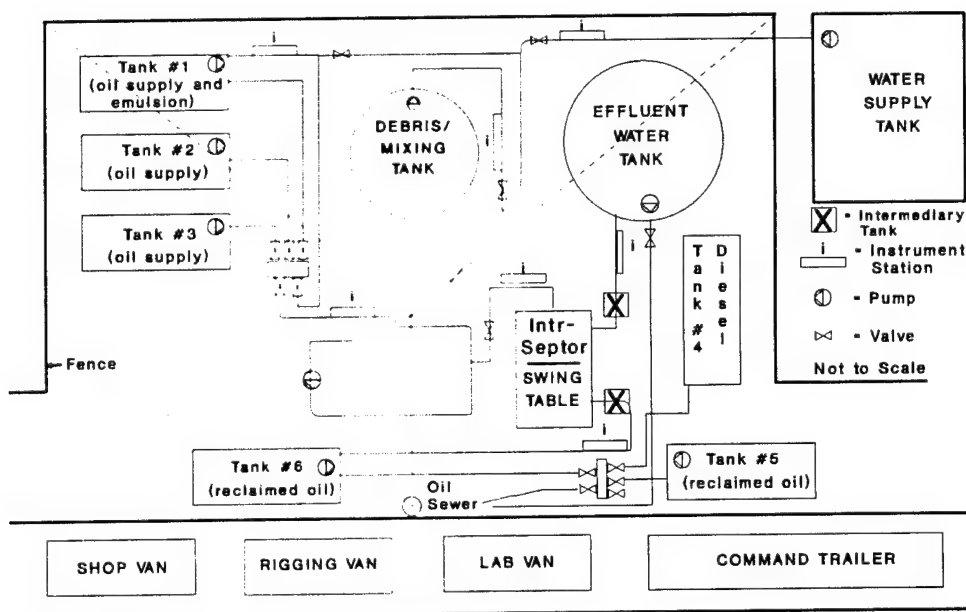 i
i
Tank #1
(oil supply and
emulsion)
Tank #2
(oil supply)
Tank #3
(oil supply)
DEBRIS/
MIXING
TANK
i
EFFLUENT
WATER
TANK
WATER
SUPPLY
TANK
X = Intermediary
Tank
i
= Instrument
Station
= Pump
= Valve
Not to Scale
i
Diesel
Tank #4
i
i
X
Intr-
Septor
SWING
TABLE
X
i
Fence
Tank #6
(reclaimed oil)
Oil
Sewer
Tank #5
(reclaimed oil)
SHOP VAN
RIGGING VAN
LAB VAN
COMMAND TRAILER